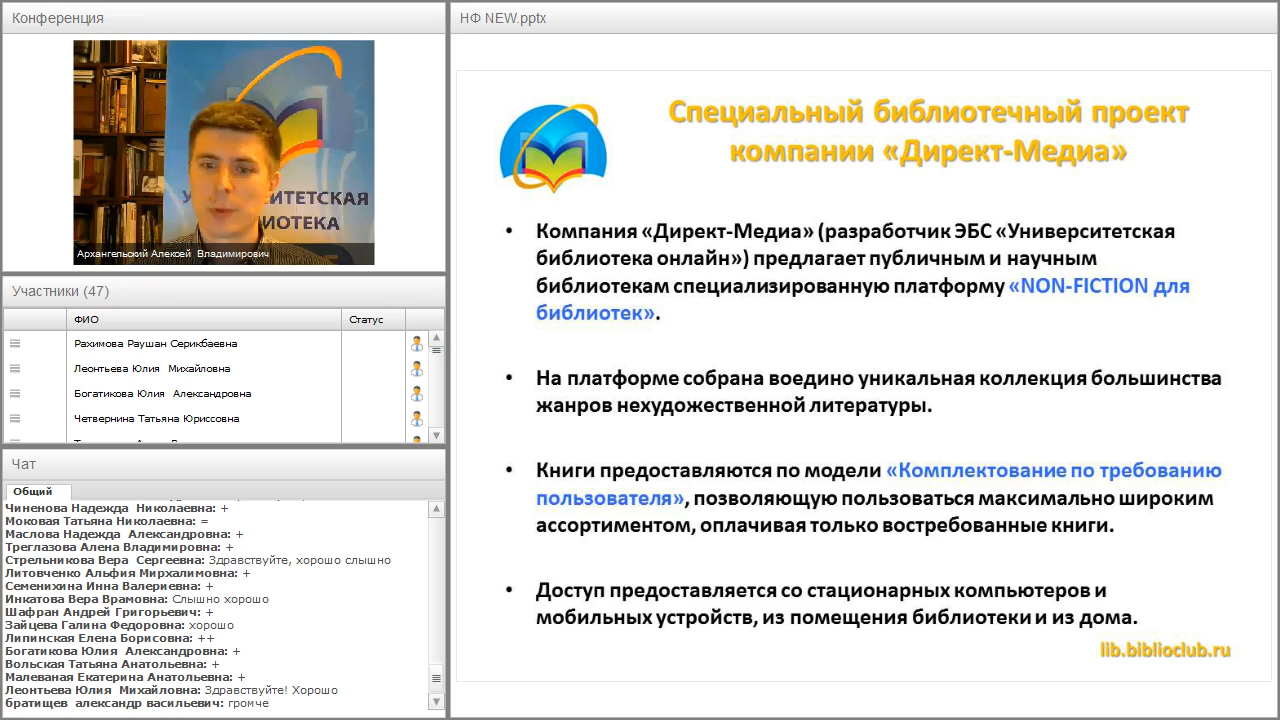 Конференция
УНИТЕТСКАЯ
ИОТЕКА
Архангельский Алексей Владимирович
Участники (47)
ФИО
Статус
Рахимова Раушан Серикбаевна
Леонтьева Юлия Михайловна
Богатикова Юлия Александровна
Четвернина Татьяна Юриссовна
Чат
Общий
Чиненова Надежда Николаевна: +
Моковая Татьяна Николаевна: =
Маслова Надежда Александровна: +
Треглазова Алена Владимировна: +
Стрельникова Вера Сергеевна: Здравствуйте, хорошо слышно
Литовченко Альфия Мирхалимовна: +
Семенихина Инна Валериевна: +
Инкатова Вера Врамовна: Слышно хорошо
Шафран Андрей Григорьевич: +
Зайцева Галина Федоровна: хорошо
Липинская Елена Борисовна: ++
Богатикова Юлия Александровна: +
Вольская Татьяна Анатольевна: +
Малеваная Екатерина Анатольевна: +
Леонтьева Юлия Михайловна: Здравствуйте! Хорошо
братищев александр васильевич: громче
НФ NEW.pptx
Специальный библиотечный проект
компании «Директ-Медиа»
• Компания «Директ-Медиа» (разработчик ЭБС «Университетская
библиотека онлайн») предлагает публичным и научным
библиотекам специализированную платформу «NON-FICTION для
библиотек».
• На платформе собрана воедино уникальная коллекция большинства
жанров нехудожественной литературы.
• Книги предоставляются по модели «Комплектование по требованию
пользователя», позволяющую пользоваться максимально широким
ассортиментом, оплачивая только востребованные книги.
• Доступ предоставляется со стационарных компьютеров и
мобильных устройств, из помещения библиотеки и из дома.
lib.biblioclub.ru